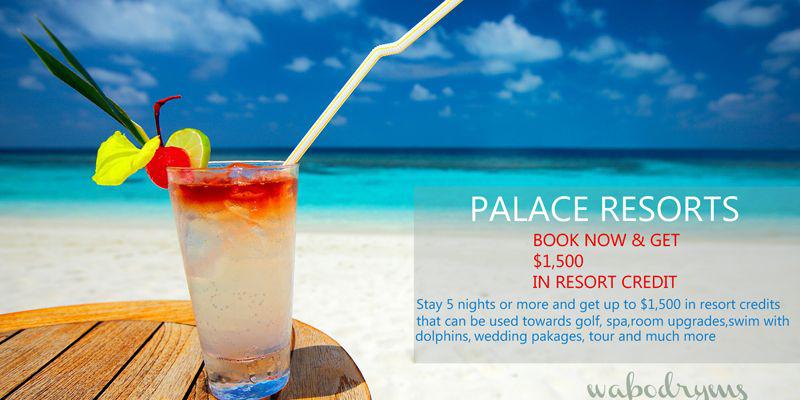 PALACE RESORTS
BOOK NOW & GET
$1,500
IN RESORT CREDIT
Stay 5 nights or more and get up to $1,500 in resort credits
that can be used towards golf, spa,room upgrades,swim with
dolphins, wedding pakages, tour and much more
wabodryms